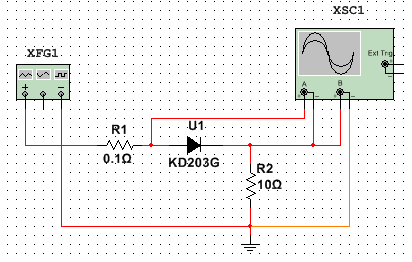 XSC1
XFG1
Ext Trig
A
B
R1
0.1Ω
U1
KD203G
R2
10Ω